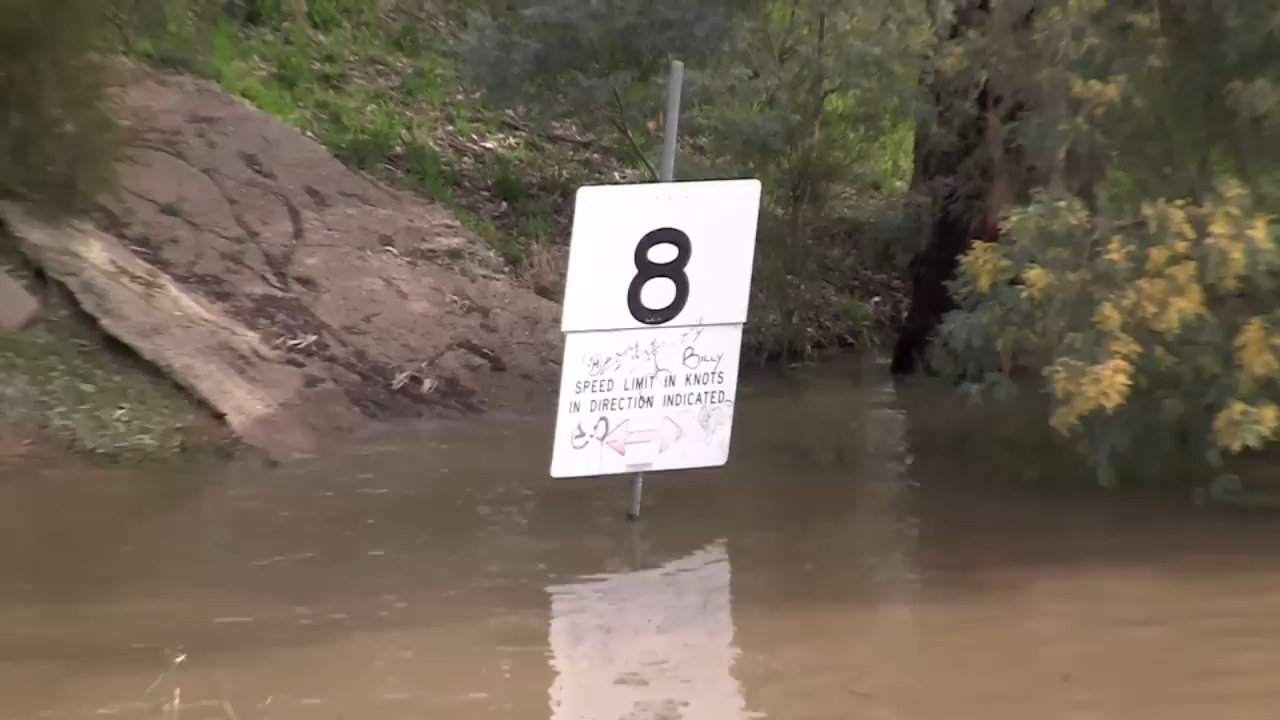 8
BILLY
SPEED LIMIT IN KNOTS
IN DIRECTION INDICATED